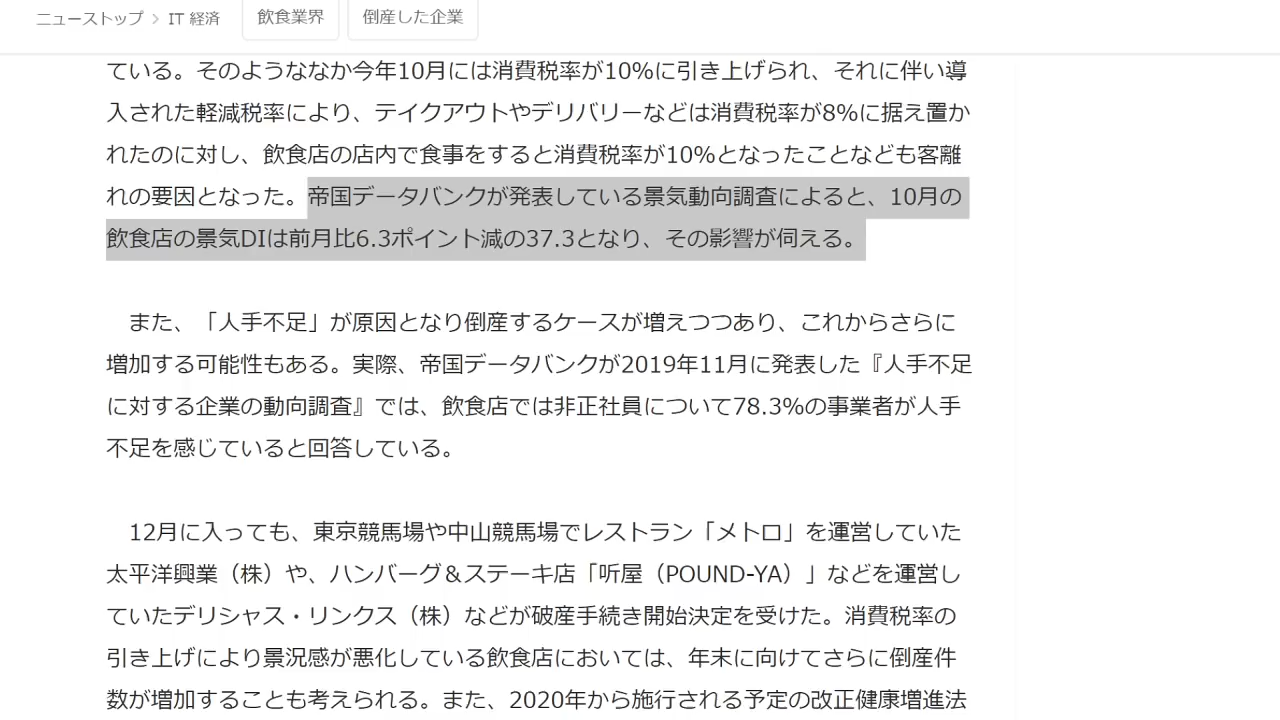 ニューストップ > IT 経済 飲食業界 倒産した企業
ている。そのようななか今年10月には消費税率が10%に引き上げられ、それに伴い導
入された軽減税率により、テイクアウトやデリバリーなどは消費税率が8%に据え置か
れたのに対し、飲食店の店内で食事をすると消費税率が10%となったことなども客離
れの要因となった。帝国データバンクが発表している景気動向調査によると、10月の
飲食店の景気DIは前月比6.3ポイント減の37.3となり、その影響が伺える。
また、「人手不足」が原因となり倒産するケースが増えつつあり、これからさらに
増加する可能性もある。実際、帝国データバンクが2019年11月に発表した『人手不足
に対する企業の動向調査』では、飲食店では非正社員について78.3%の事業者が人手
不足を感じていると回答している。
12月に入っても、東京競馬場や中山競馬場でレストラン「メトロ」を運営していた
太平洋興業（株）や、ハンバーグ＆ステーキ店「听屋（POUND-YA）」などを運営し
ていたデリシャス・リンクス（株）などが破産手続き開始決定を受けた。消費税率の
引き上げにより景況感が悪化している飲食店においては、年末に向けてさらに倒産件
数が増加することも考えられる。また、2020年から施行される予定の改正健康増進法